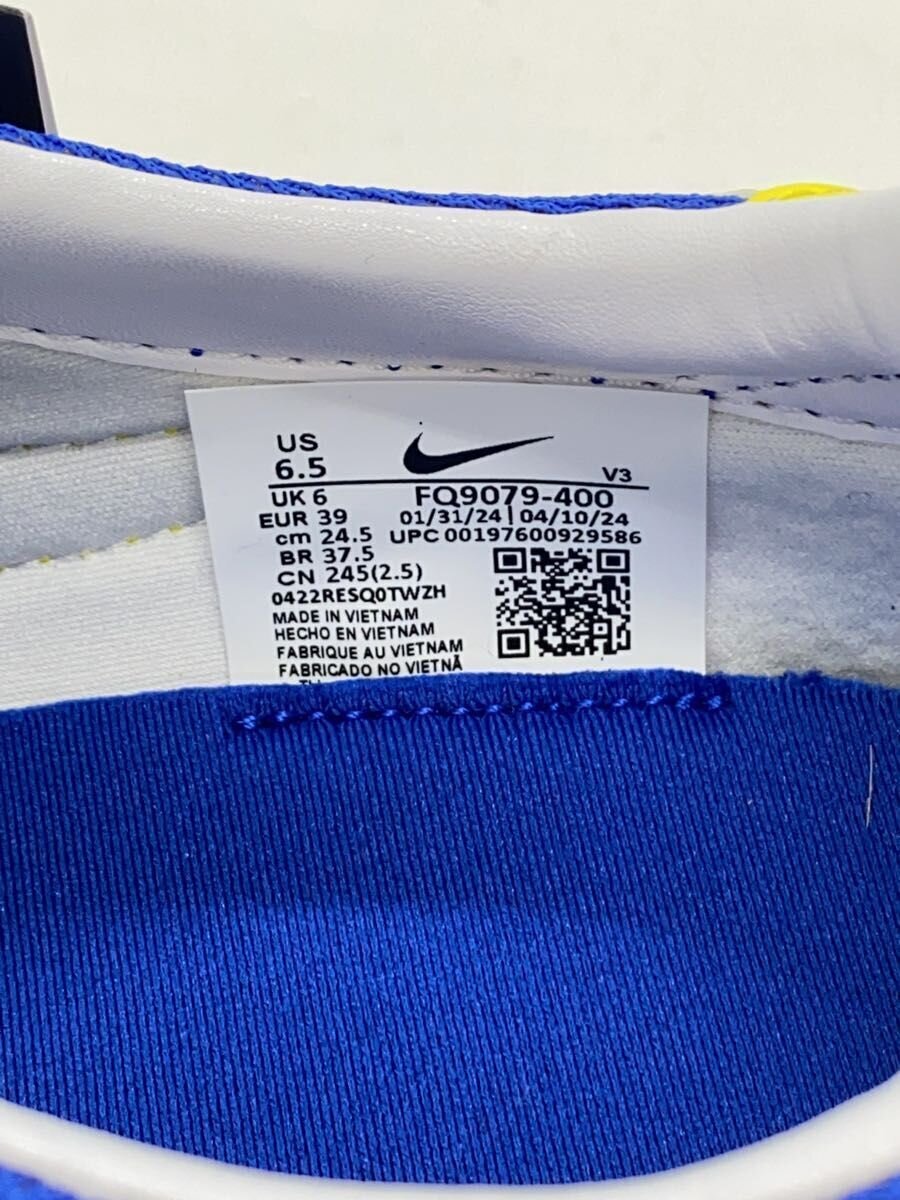 US
6.5
V3
UK 6 FQ9079-400
EUR 39 01/31/24 | 04/10/24
cm 24.5 UPC 00197600929586
BR 37.5
CN 245(2.5)
0422RESQ0TWZH
MADE IN VIETNAM
HECHO EN VIETNAM
FABRIQUE AU VIETNAM
FABRICADO NO VIETNÃ